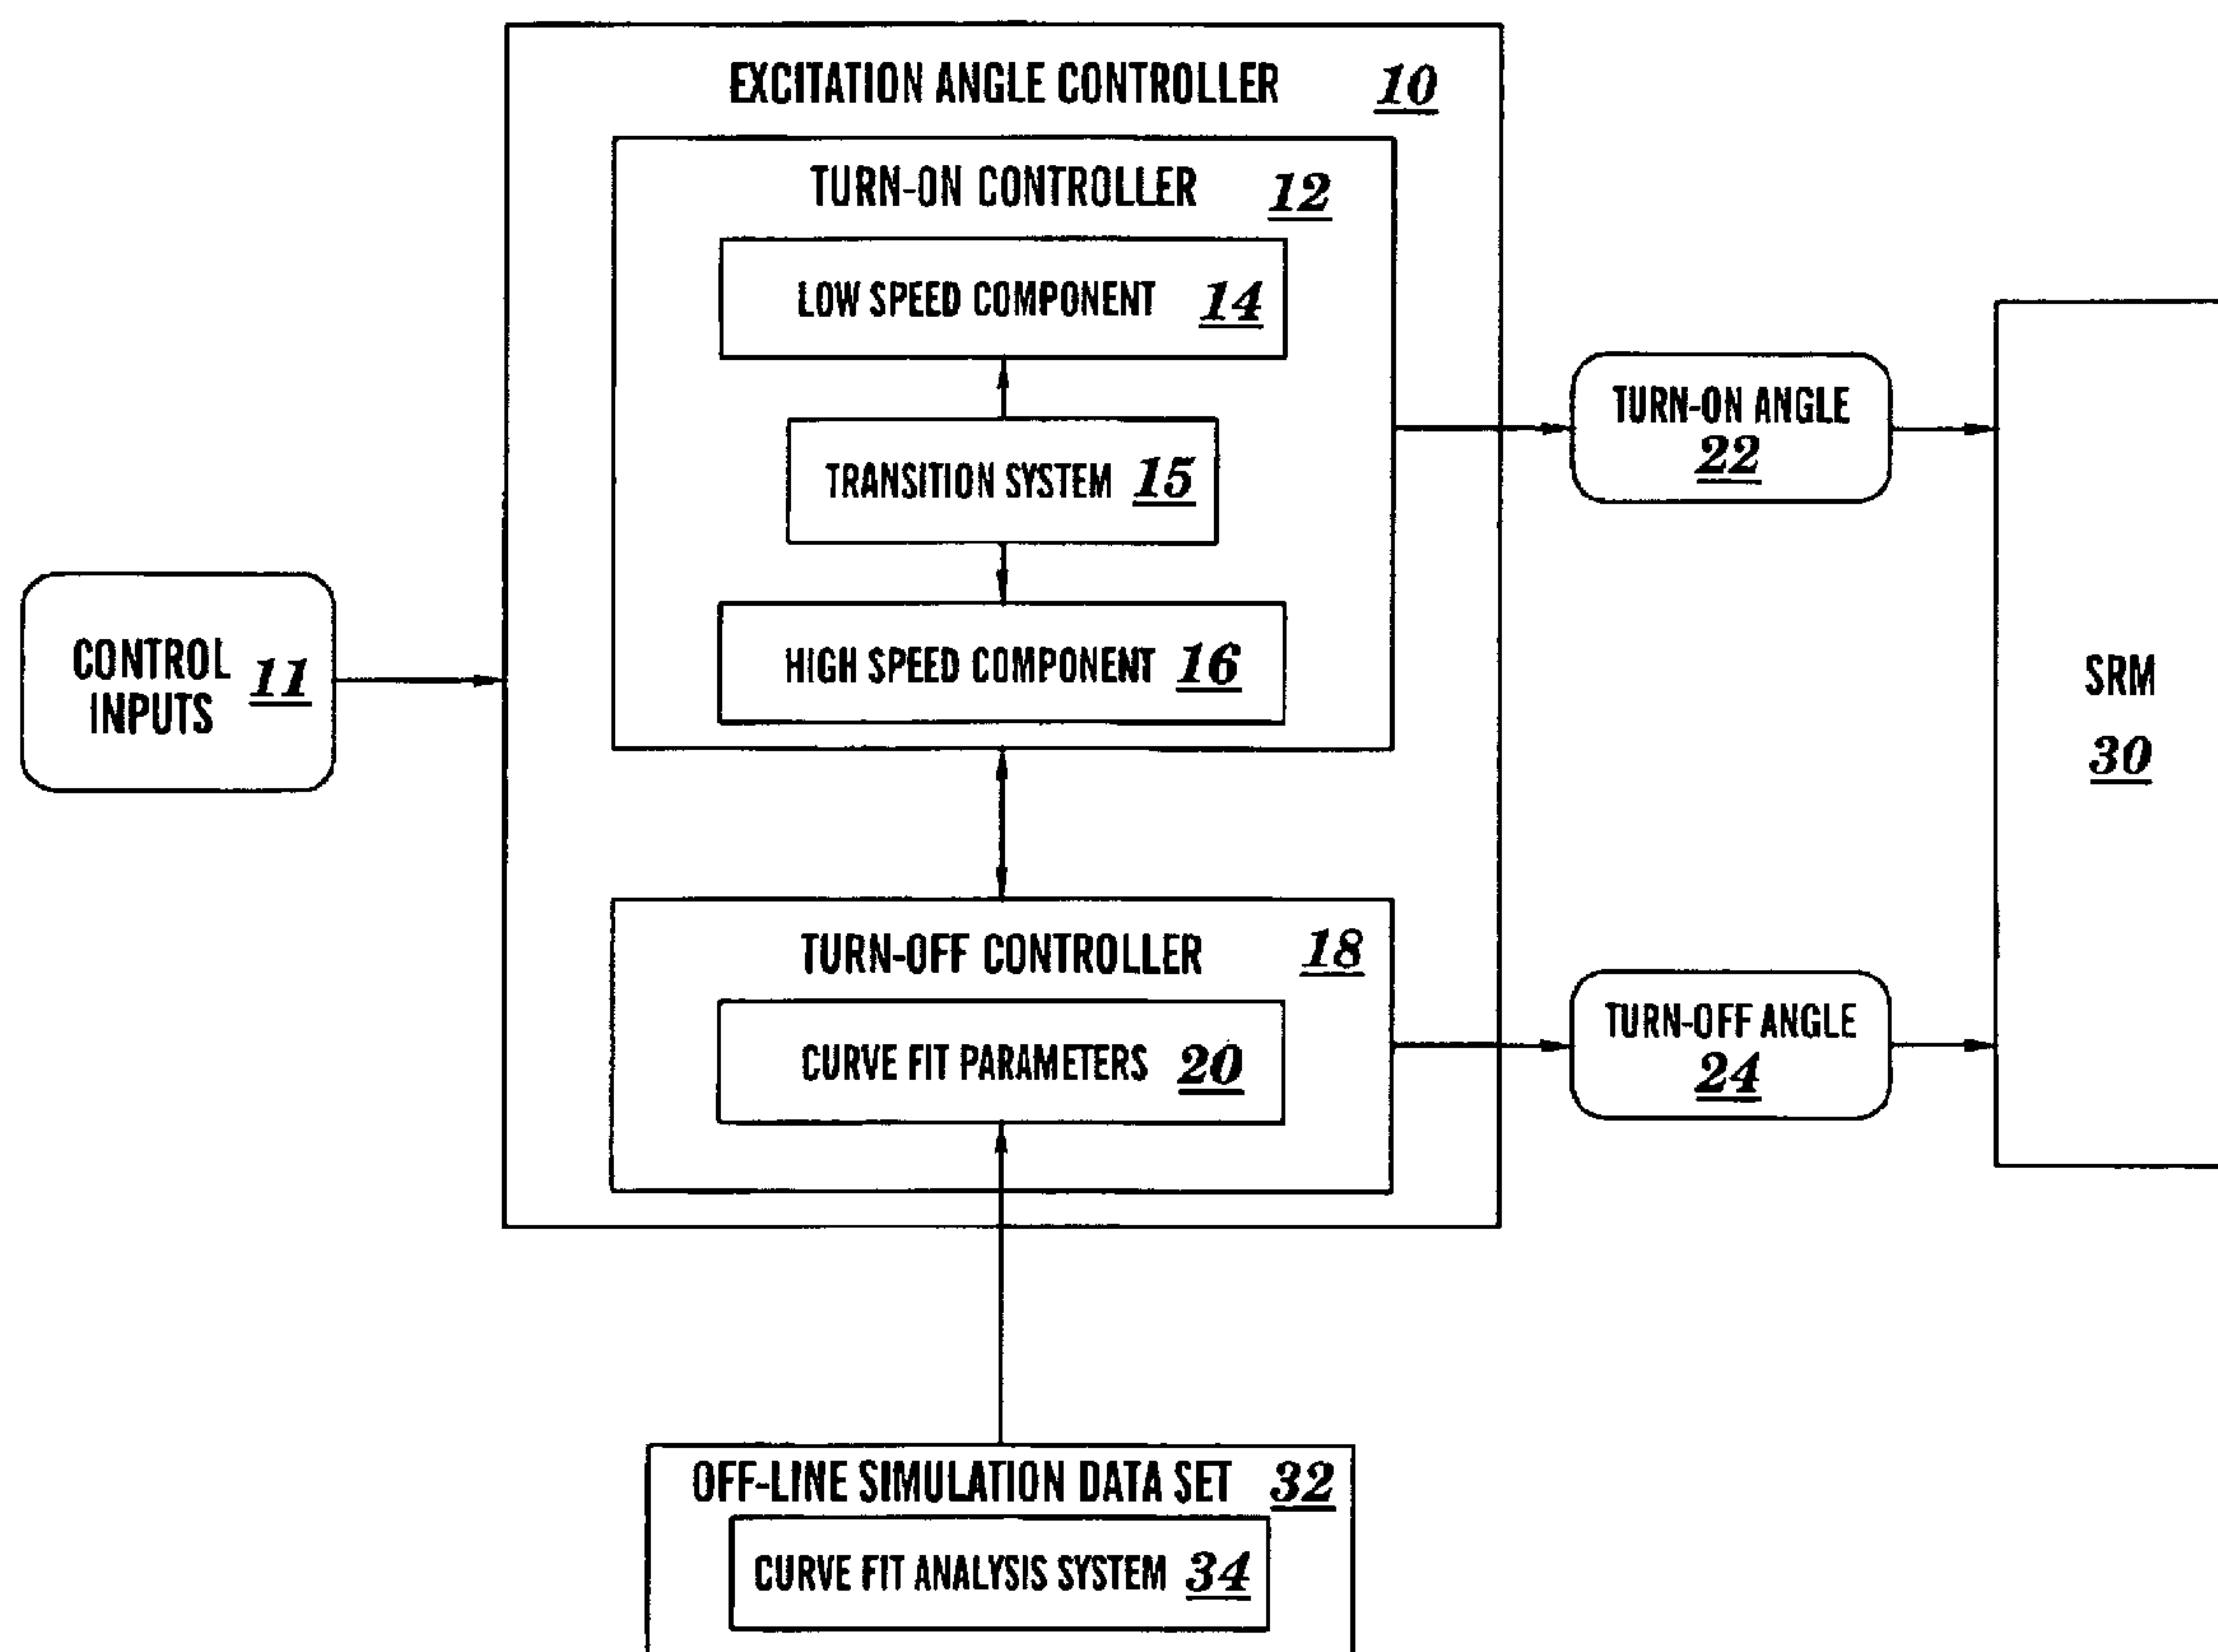 EXCITATION ANGLE CONTROLLER 10
TURN-ON CONTROLLER 12
LOW SPEED COMPONENT 14
TRANSITION SYSTEM 15
HIGH SPEED COMPONENT 16
CONTROL
INPUTS 11
TURN-ON ANGLE
22
SRM
30
TURN-OFF CONTROLLER 18
CURVE FIT PARAMETERS 20
TURN-OFF ANGLE
24
OFF-LINE SIMULATION DATA SET 32
CURVE FIT ANALYSIS SYSTEM 34